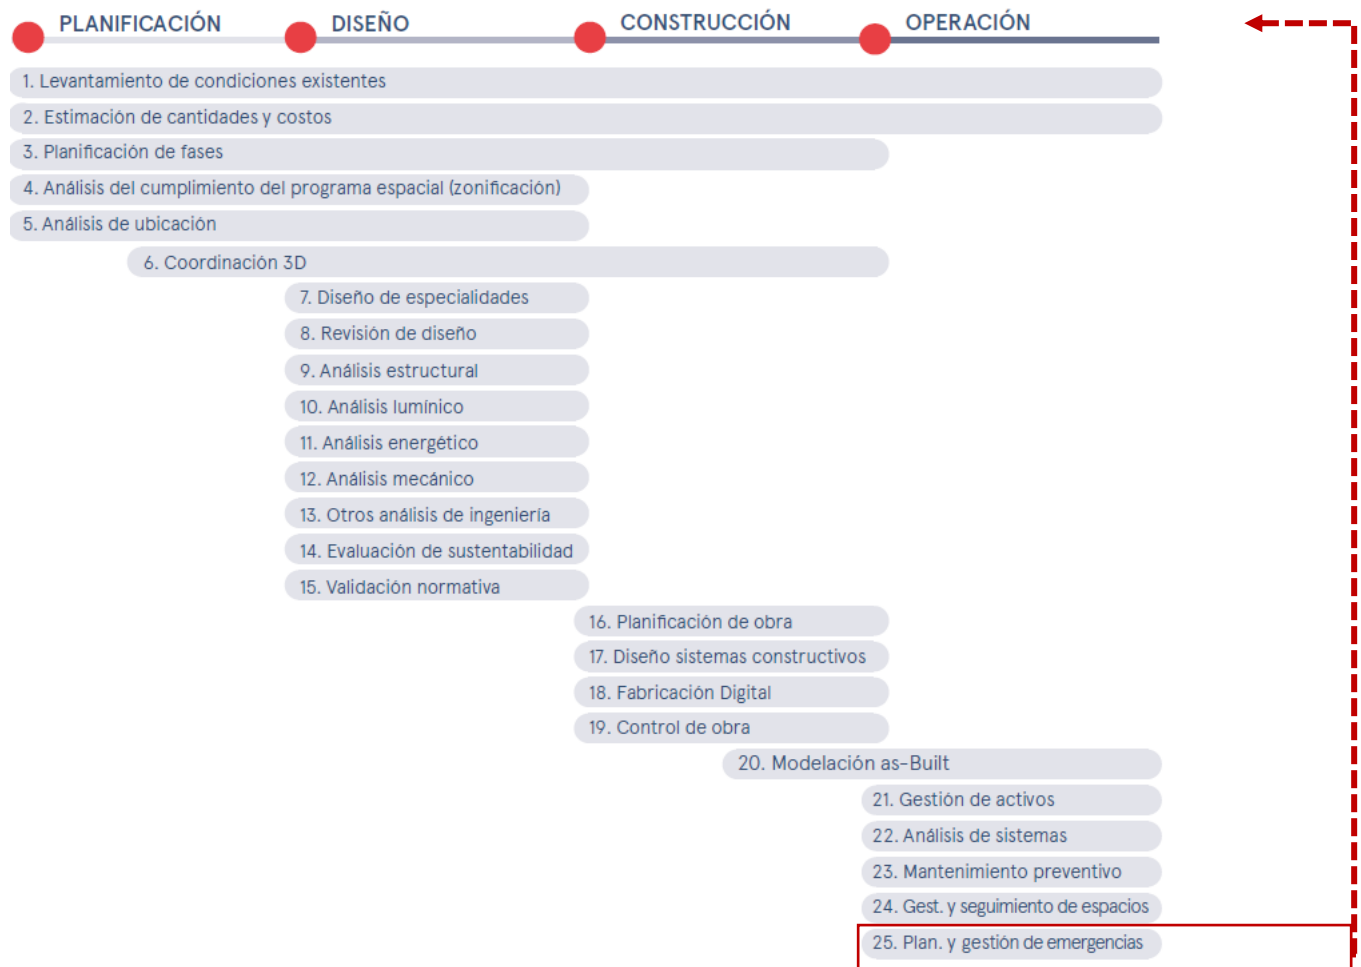 PLANIFICACIÓN DISEÑO CONSTRUCCIÓN OPERACIÓN
1. Levantamiento de condiciones existentes
2. Estimación de cantidades y costos
3. Planificación de fases
4. Análisis del cumplimiento del programa espacial (zonificación)
5. Análisis de ubicación
6. Coordinación 3D
7. Diseño de especialidades
8. Revisión de diseño
9. Análisis estructural
10. Análisis lumínico
11. Análisis energético
12. Análisis mecánico
13. Otros análisis de ingeniería
14. Evaluación de sustentabilidad
15. Validación normativa
16. Planificación de obra
17. Diseño sistemas constructivos
18. Fabricación Digital
19. Control de obra
20. Modelación as-Built
21. Gestión de activos
22. Análisis de sistemas
23. Mantenimiento preventivo
24. Gest. y seguimiento de espacios
25. Plan. y gestión de emergencias